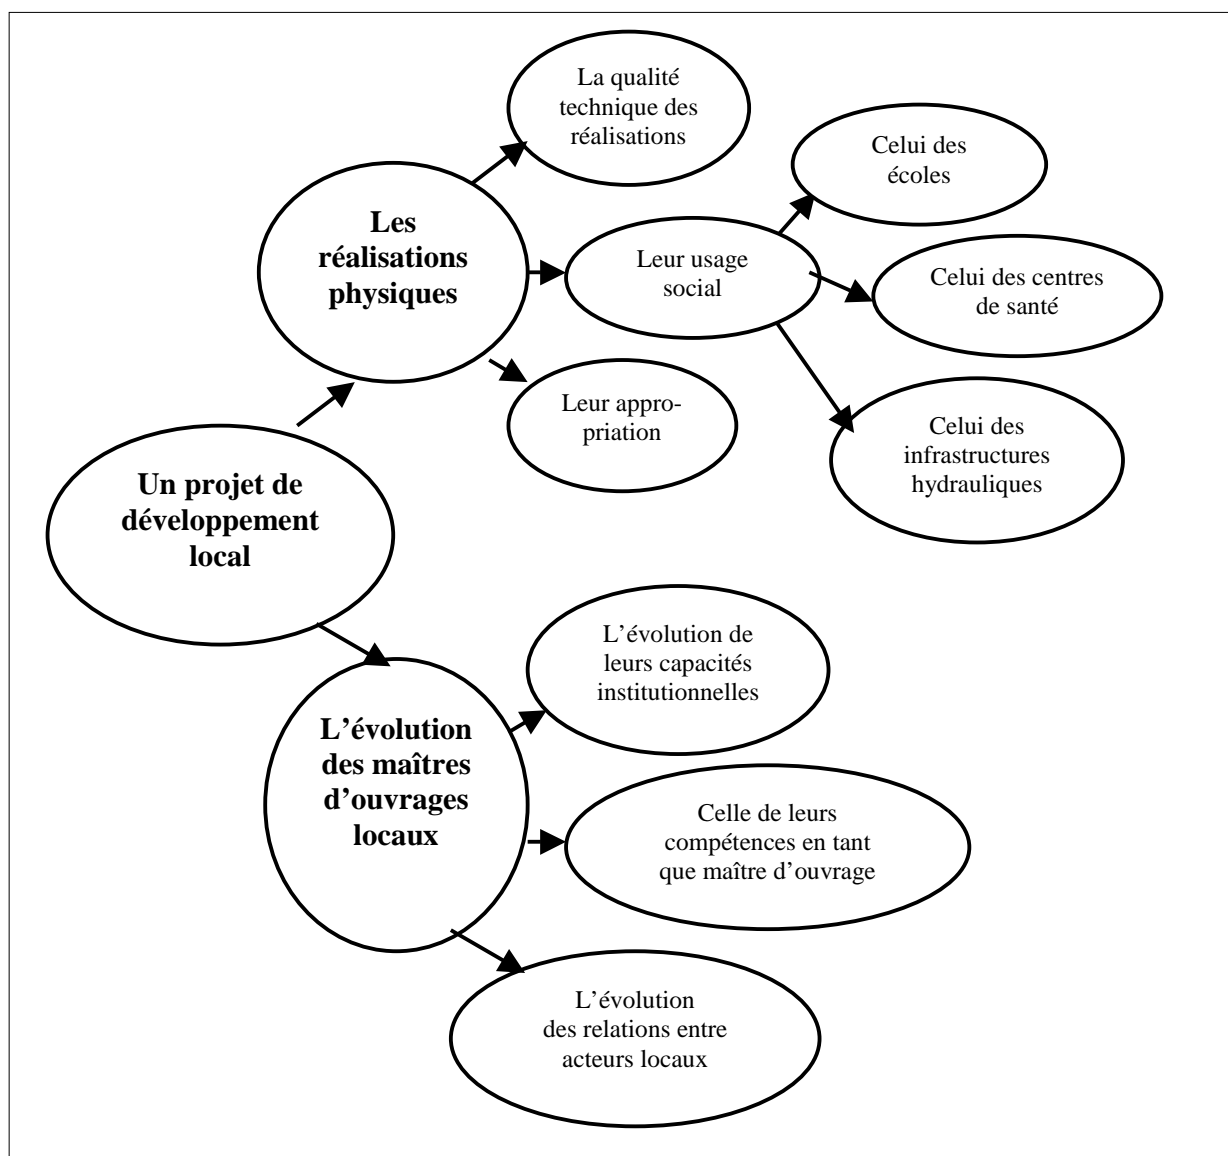 La qualité
technique des
réalisations
Celui des
écoles
Les
réalisations
physiques
Leur usage
social
Celui des centres
de santé
Leur appro-
priation
Celui des
infrastructures
hydrauliques
Un projet de
développement
local
L'évolution de
leurs capacités
institutionnelles
L'évolution
des maîtres
d'ouvrages
locaux
Celle de leurs
compétences en tant
que maître d'ouvrage
L'évolution
des relations entre
acteurs locaux